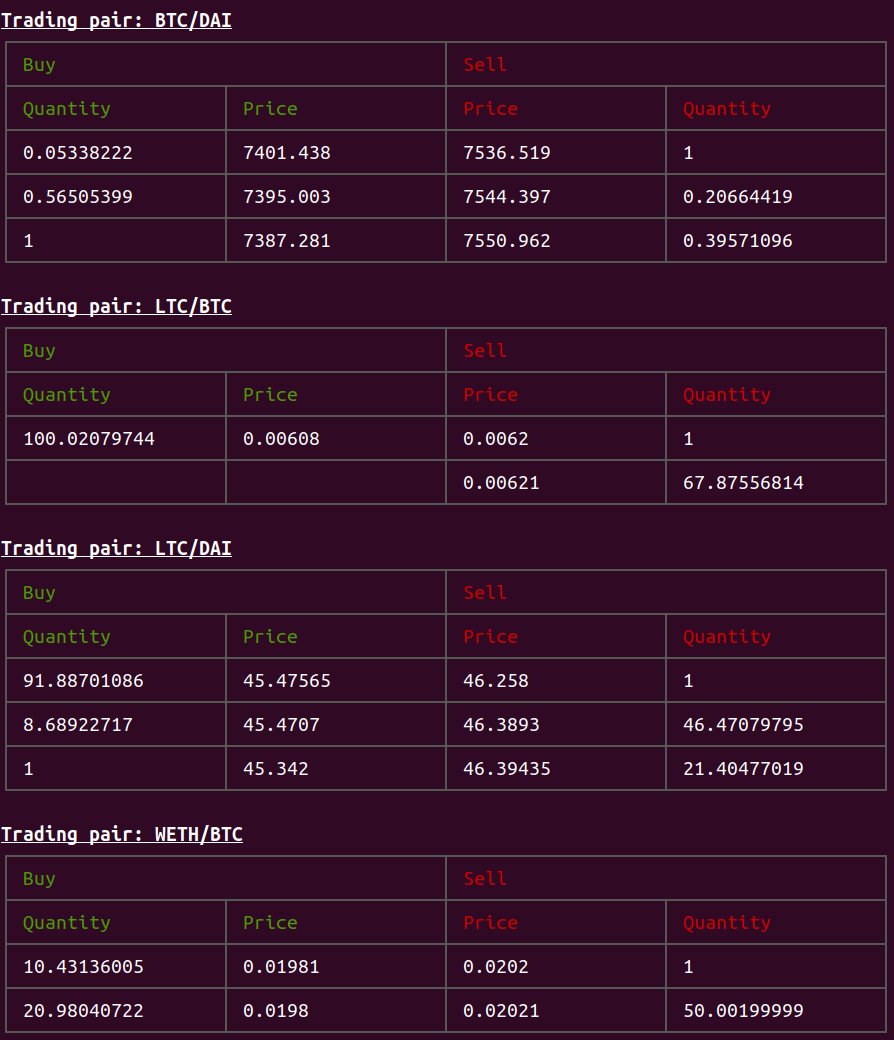 Trading pair: BTC/DAI
Buy Sell
Quantity Price Price Quantity
0.05338222 7401.438 7536.519 1
0.56505399 7395.003 7544.397 0.20664419
1 7387.281 7550.962 0.39571096
Trading pair: LTC/BTC
Buy Sell
Quantity Price Price Quantity
100.02079744 0.00608 0.0062 1
0.00621 67.87556814
Trading pair: LTC/DAI
Buy Sell
Quantity Price Price Quantity
91.88701086 45.47565 46.258 1
8.68922717 45.4707 46.3893 46.47079795
1 45.342 46.39435 21.40477019
Trading pair: WETH/BTC
Buy Sell
Quantity Price Price Quantity
10.43136005 0.01981 0.0202 1
20.98040722 0.0198 0.02021 50.00199999